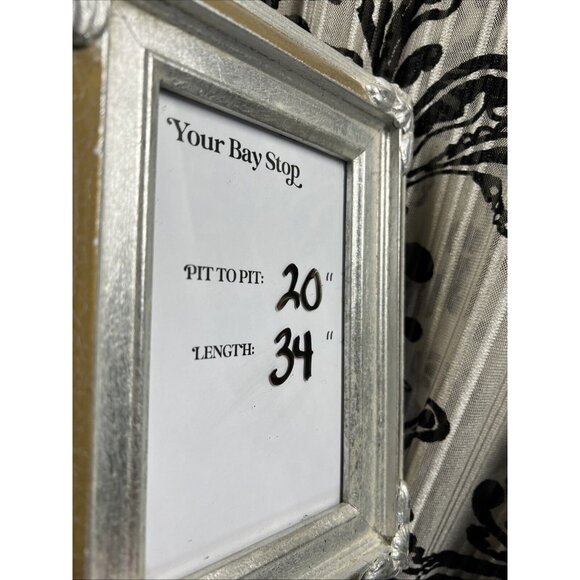 Your Bay Stop
PIT TO PIT: 20"
LENGTH: 34"